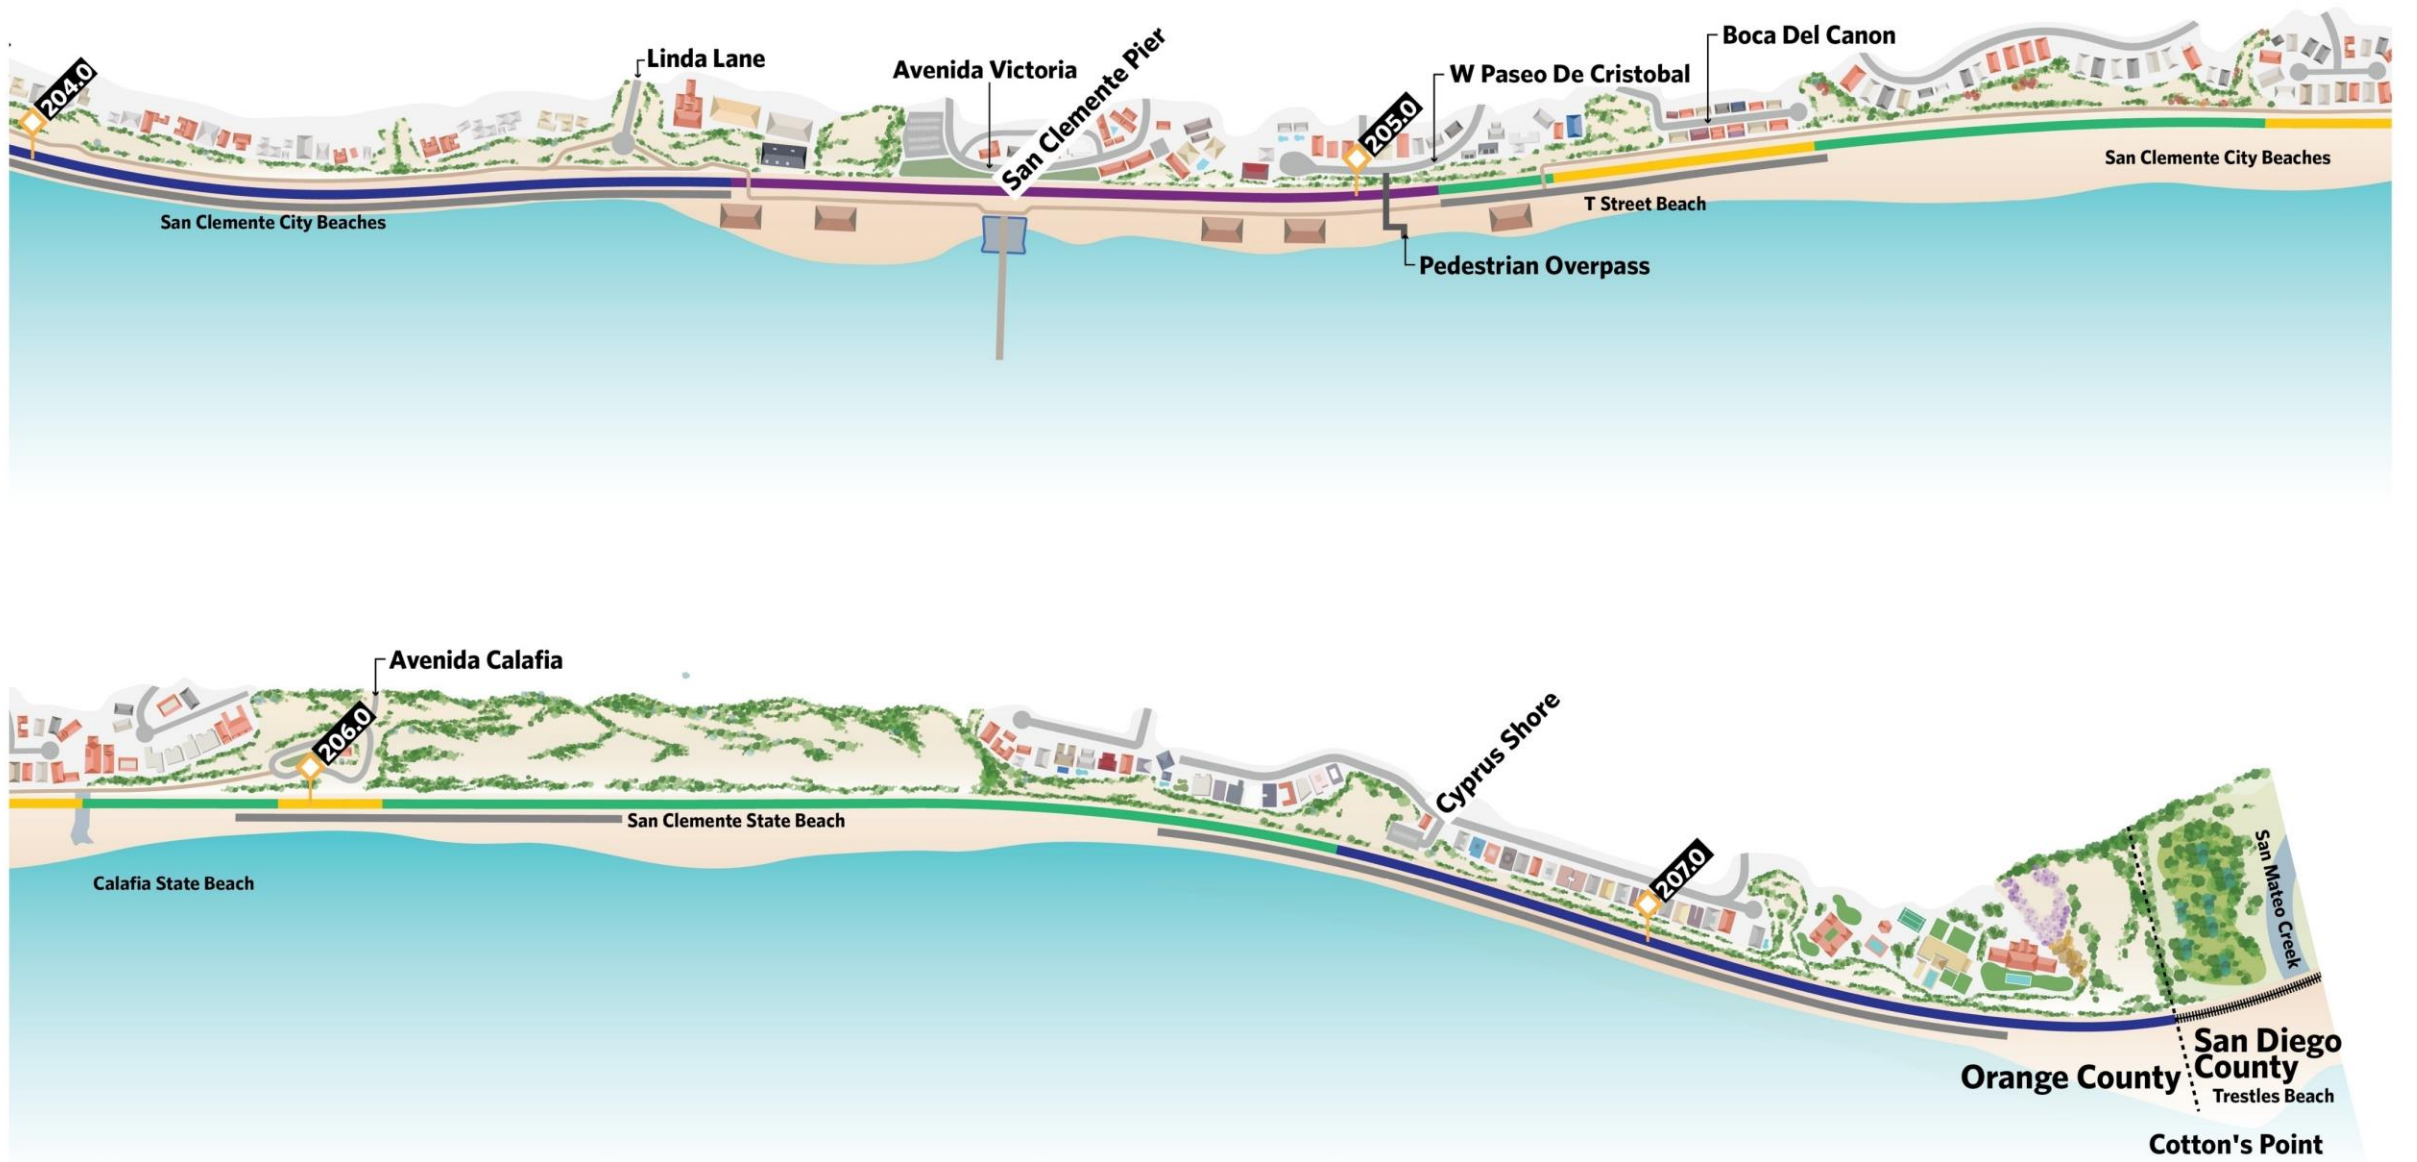 204.0
Linda Lane
Avenida Victoria
San Clemente Pier
205.0
W Paseo De Cristobal
Boca Del Canon
San Clemente City Beaches
San Clemente City Beaches
T Street Beach
Pedestrian Overpass
Avenida Calafia
206.0
San Clemente State Beach
Calafia State Beach
Cyprus Shore
207.0
San Mateo Creek
Orange County
San Diego
County
Trestles Beach
Cotton's Point